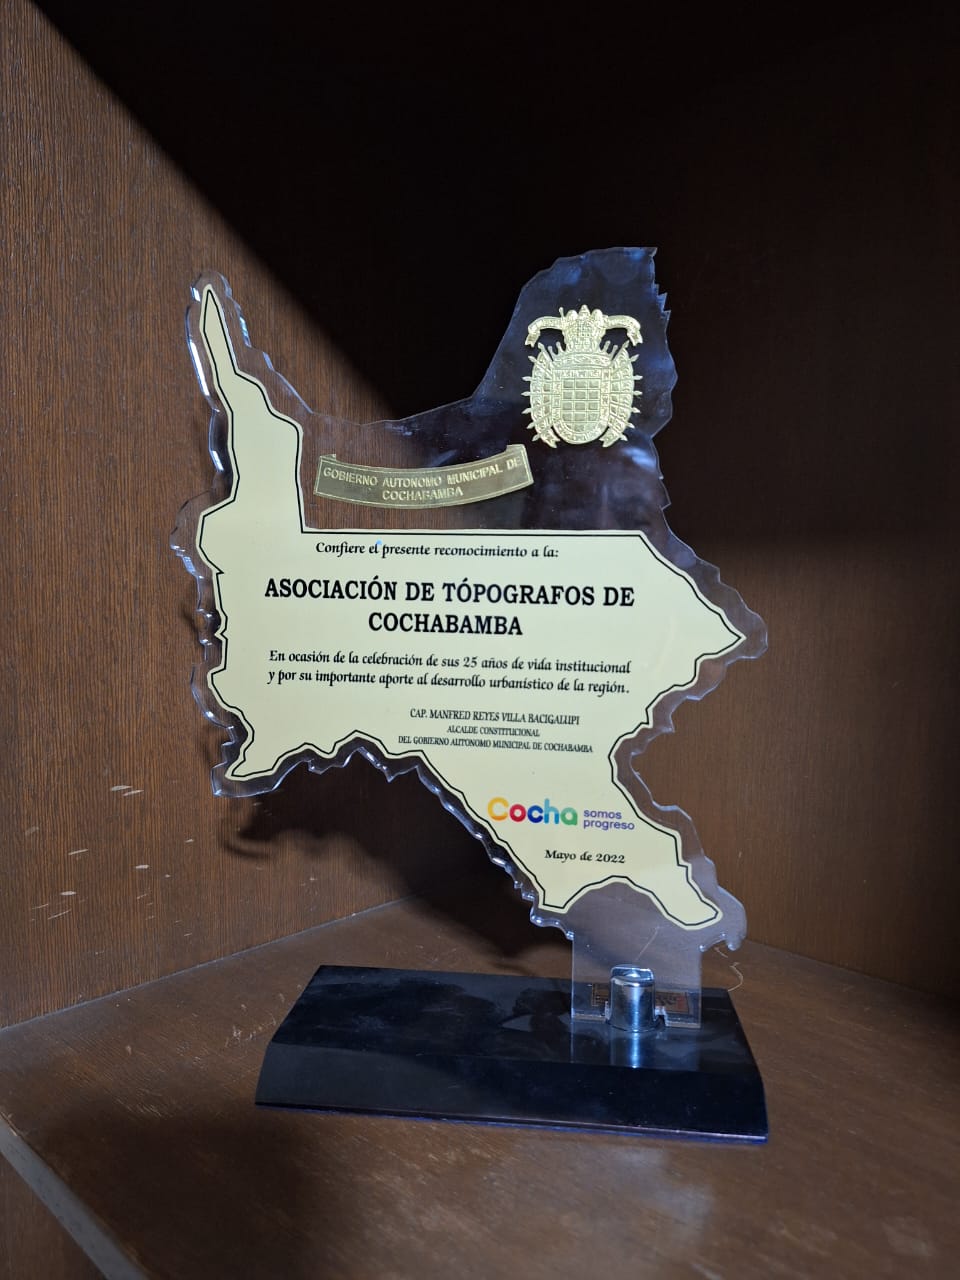 GOBIERNO AUTONOMO MUNICIPAL DE
COCHABAMBA
Confiere el presente reconocimiento a la:
ASOCIACIÓN DE TÓPOGRAFOS DE
COCHABAMBA
En ocasión de la celebración de sus 25 años de vida institucional
y por su importante aporte al desarrollo urbanístico de la región.
CAP. MANFRED REYES VILLA BACIGALUPI
ALCALDE CONSTITUCIONAL
DEL GOBIERNO AUTONOMO MUNICIPAL DE COCHABAMBA
Cocha somos
progreso
Mayo de 2022